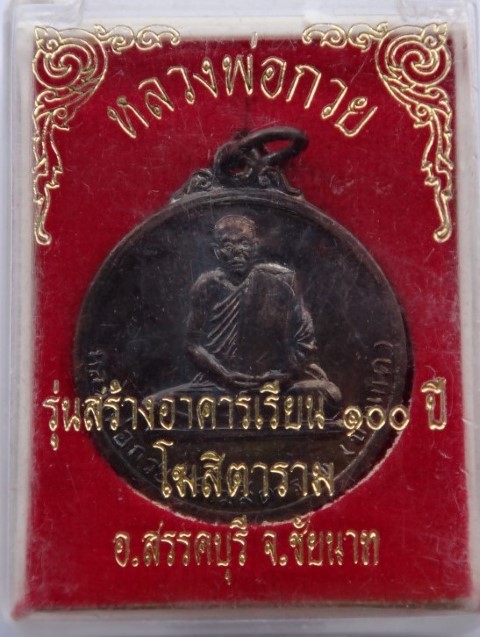 หลวงพ่อกวย
รุ่นสร้างอาคารเรียน ๑๐๐ ปี
โฆสิตาราม
อ.สรรคบุรี จ.ชัยนาท